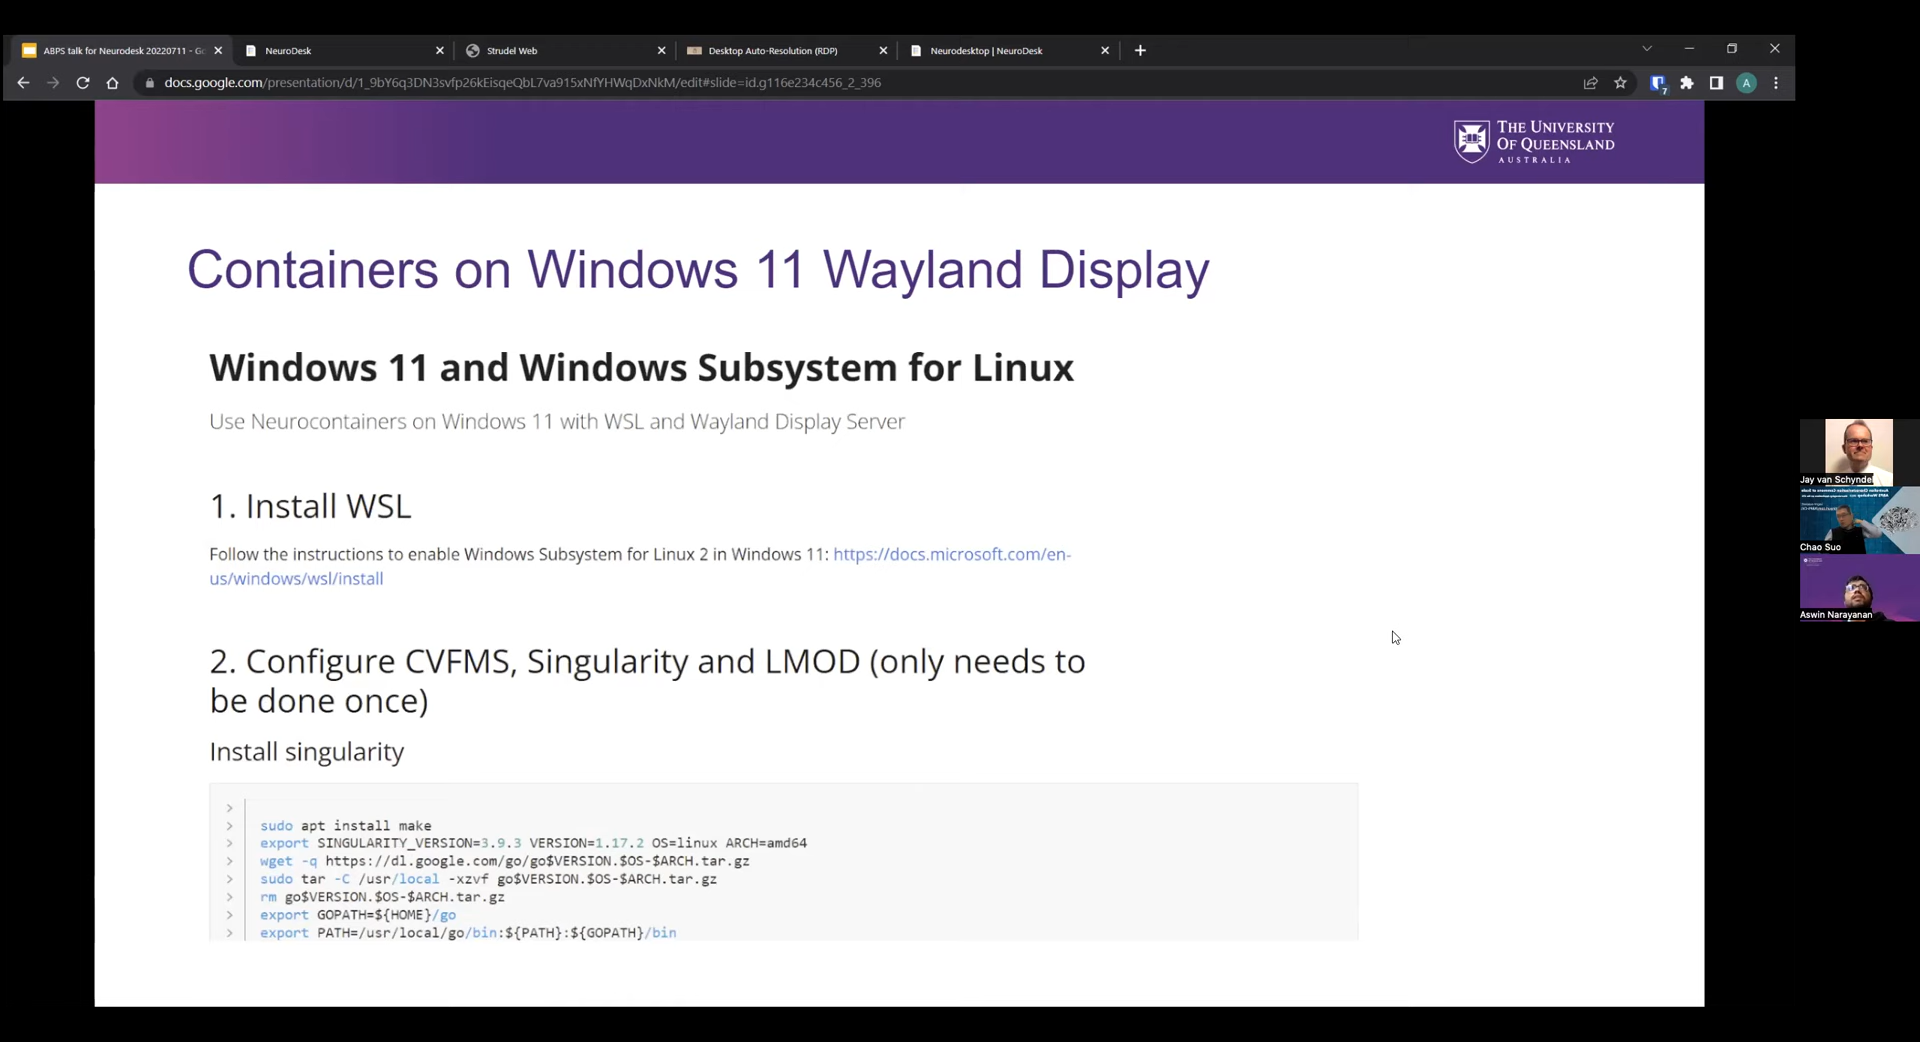 ABPS talk for Neurodesk 20220711 - Go
NeuroDesk
Strudel Web
Desktop Auto-Resolution (RDP)
Neurodesktop | NeuroDesk
docs.google.com/presentation/d/1_9bY6q3DN3svfp26kEisqeQbL7va915xNfYHWqDxNkM/edit#slide=id.g116e234c456_2_396
7
A
THE UNIVERSITY
OF QUEENSLAND
AUSTRALIA
Containers on Windows 11 Wayland Display
Windows 11 and Windows Subsystem for Linux
Use Neurocontainers on Windows 11 with WSL and Wayland Display Server
1. Install WSL
Follow the instructions to enable Windows Subsystem for Linux 2 in Windows 11: https://docs.microsoft.com/en-
us/windows/wsl/install
2. Configure CVFMS, Singularity and LMOD (only needs to
be done once)
Install singularity
>
> sudo apt install make
> export SINGULARITY_VERSION=3.9.3 VERSION=1.17.2 OS=linux ARCH=amd64
> wget -q https://dl.google.com/go/go$VERSION.$OS-$ARCH.tar.gz
> sudo tar -C /usr/local -xzvf go$VERSION.$OS-$ARCH.tar.gz
> rm go$VERSION.$OS-$ARCH.tar.gz
> export GOPATH=${HOME}/go
> export PATH=/usr/local/go/bin:${PATH}:${GOPATH}/bin
Jay van Schyndel
Chao Suo
Aswin Narayanan